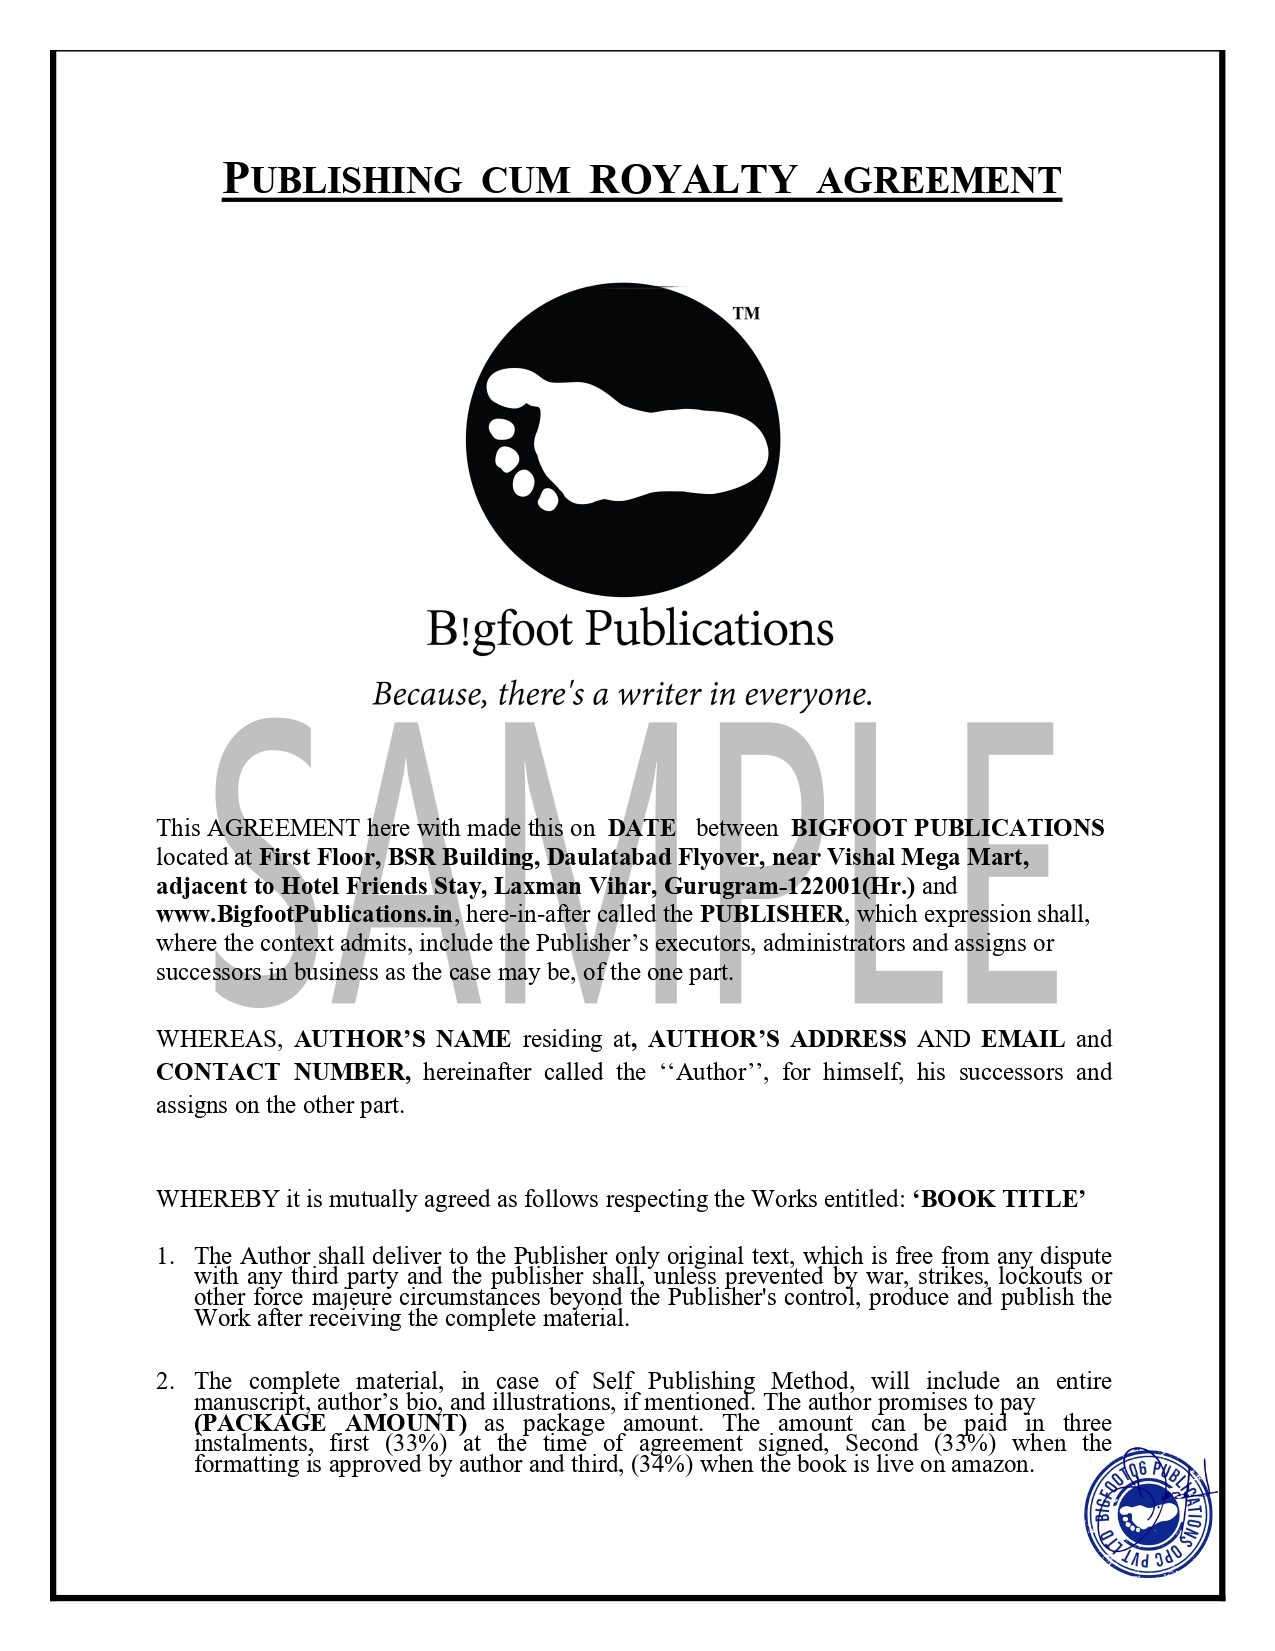 PUBLISHING CUM ROYALTY AGREEMENT
TM
B!gfoot Publications
Because, there's a writer in everyone.
SAMPLE
This AGREEMENT here with made this on DATE between BIGFOOT PUBLICATIONS
located at First Floor, BSR Building, Daulatabad Flyover, near Vishal Mega Mart,
adjacent to Hotel Friends Stay, Laxman Vihar, Gurugram-122001(Hr.) and
www.BigfootPublications.in, here-in-after called the PUBLISHER, which expression shall,
where the context admits, include the Publisher’s executors, administrators and assigns or
successors in business as the case may be, of the one part.
WHEREAS, AUTHOR’S NAME residing at, AUTHOR’S ADDRESS AND EMAIL and
CONTACT NUMBER, hereinafter called the ‘‘Author’’, for himself, his successors and
assigns on the other part.
WHEREBY it is mutually agreed as follows respecting the Works entitled: ‘BOOK TITLE’
1. The Author shall deliver to the Publisher only original text, which is free from any dispute
with any third party and the publisher shall, unless prevented by war, strikes, lockouts or
other force majeure circumstances beyond the Publisher's control, produce and publish the
Work after receiving the complete material.
2. The complete material, in case of Self Publishing Method, will include an entire
manuscript, author’s bio, and illustrations, if mentioned. The author promises to pay
(PACKAGE AMOUNT) as package amount. The amount can be paid in three
instalments, first (33%) at the time of agreement signed, Second (33%) when the
formatting is approved by author and third, (34%) when the book is live on amazon.
BIGFOOT06 PUBLICATIONS OPC PVT LTD